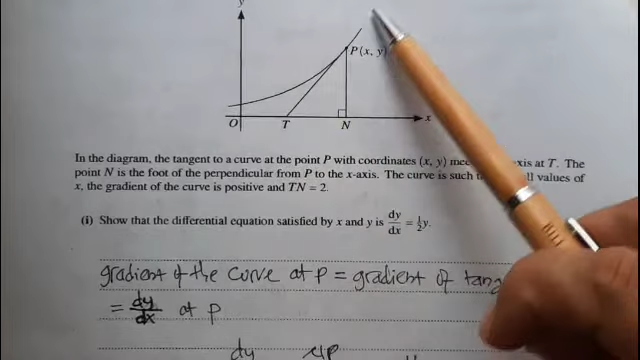 y
P(x, y)
O T N x
In the diagram, the tangent to a curve at the point P with coordinates (x, y) axis at T. The
point N is the foot of the perpendicular from P to the x-axis. The curve is such values of
x, the gradient of the curve is positive and TN = 2.
(i) Show that the differential equation satisfied by x and y is dy/dx = ½y.
gradient of the curve at P = gradient of
= dy/dx at P
dy